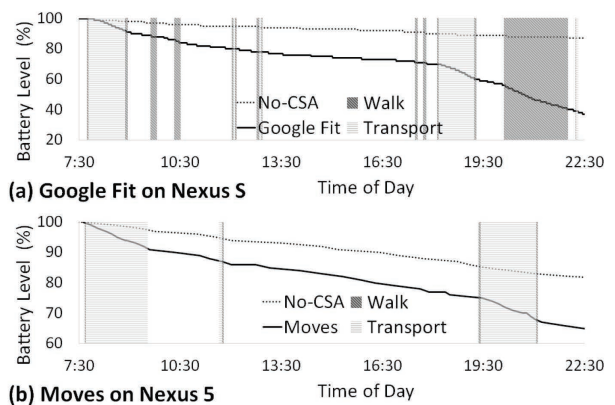 Battery Level (%)
100
80
60
40
20
No-CSA Walk
Google Fit Transport
7:30 10:30 13:30 16:30 19:30 22:30
(a) Google Fit on Nexus S Time of Day
Battery Level (%)
100
90
80
70
60
No-CSA Walk
Moves Transport
7:30 10:30 13:30 16:30 19:30 22:30
Time of Day
(b) Moves on Nexus 5